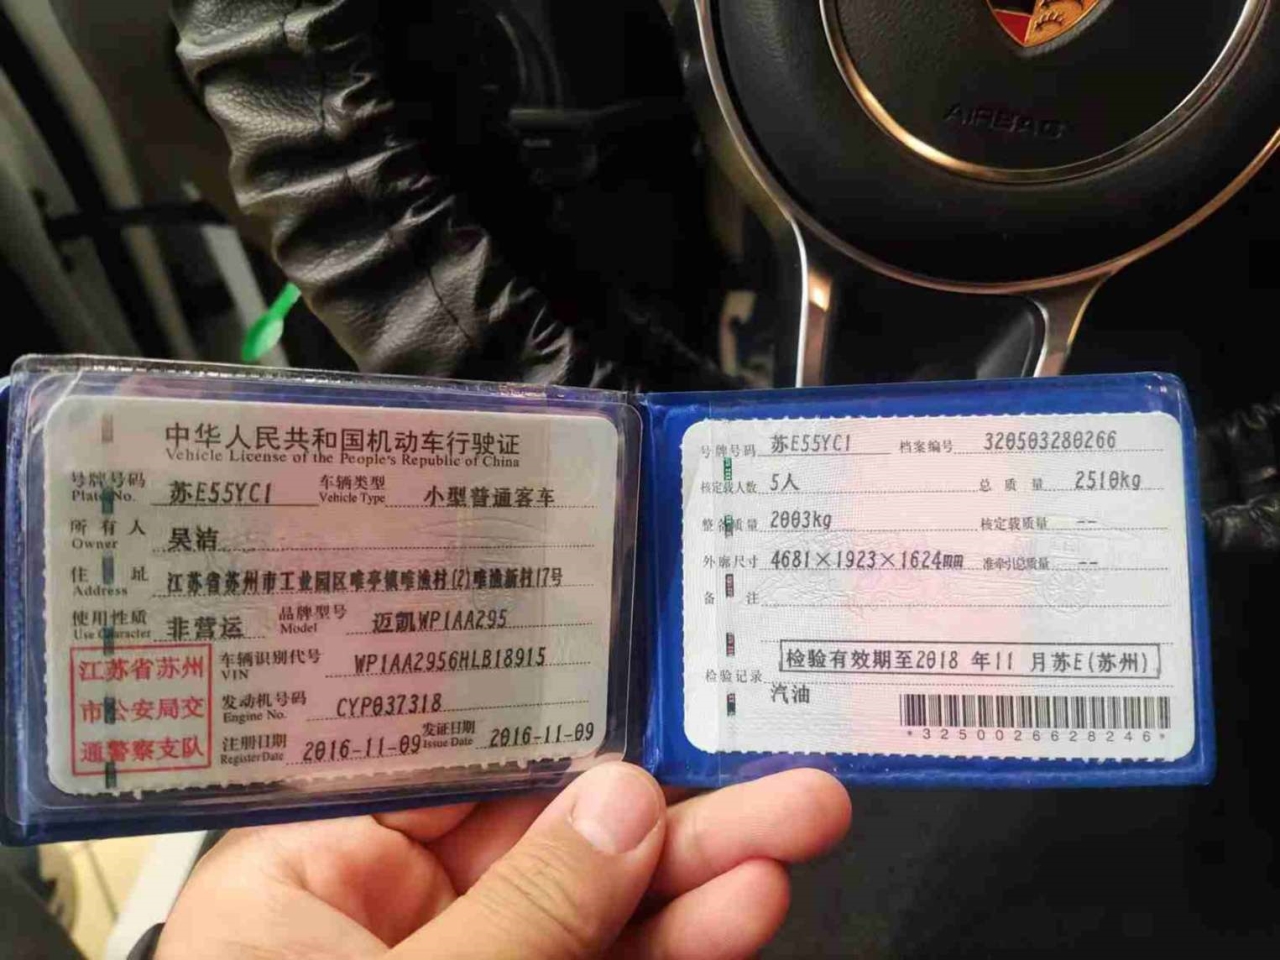 AIRBAG
中华人民共和国机动车行驶证
Vehicle License of the People's Republic of China
号牌号码 苏E55YC1 车辆类型 小型普通客车
Plate No. Vehicle Type
所有人 吴洁
Owner
住址 江苏省苏州市工业园区唯亭镇唯渔村(2)唯渔新村17号
Address
使用性质 非营运 品牌型号 迈凯WP1AA295
Use Character Model
江苏省苏州
市公安局交
通警察支队
车辆识别代号 WP1AA2956HLB18915
VIN
发动机号码 CYP037318
Engine No.
注册日期 2016-11-09 发证日期 2016-11-09
Register Date Issue Date
号牌号码 苏E55YC1 档案编号 320503280266
核定载人数 5人 总质量 2510kg
整备质量 2003kg 核定载质量 --
外廓尺寸 4681×1923×1624mm 准牵引总质量 --
备注
检验记录 检验有效期至2018年11月苏E(苏州)
汽油
*3250026628246*